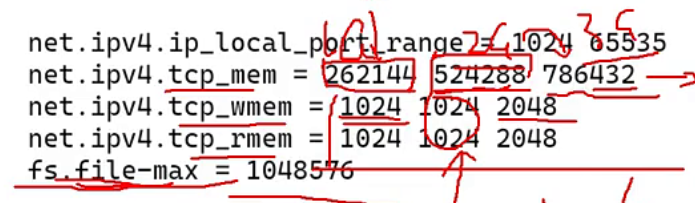 net.ipv4.ip_local_port_range = 1024 65535
net.ipv4.tcp_mem = 262144 524288 786432
net.ipv4.tcp_wmem = 1024 1024 2048
net.ipv4.tcp_rmem = 1024 1024 2048
fs.file-max = 1048576